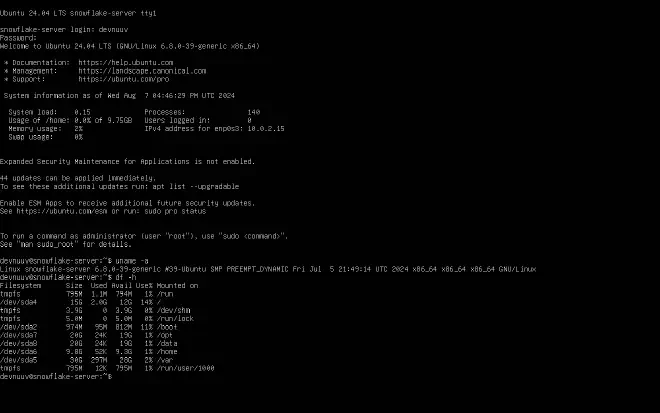 Ubuntu 24.04 LTS snowflake-server tty1
snowflake-server login: devnuuv
Password:
Welcome to Ubuntu 24.04 LTS (GNU/Linux 6.8.0-39-generic x86_64)
* Documentation: https://help.ubuntu.com
* Management: https://landscape.canonical.com
* Support: https://ubuntu.com/pro
System information as of Wed Aug 7 04:46:29 PM UTC 2024
System load: 0.15 Processes: 140
Usage of /home: 0.0% of 9.75GB Users logged in: 0
Memory usage: 2% IPv4 address for enp0s3: 10.0.2.15
Swap usage: 0%
Expanded Security Maintenance for Applications is not enabled.
44 updates can be applied immediately.
To see these additional updates run: apt list --upgradable
Enable ESM Apps to receive additional future security updates.
See https://ubuntu.com/esm or run: sudo pro status
To run a command as administrator (user "root"), use "sudo <command>".
See "man sudo_root" for details.
devnuuv@snowflake-server:~$ uname -a
Linux snowflake-server 6.8.0-39-generic #39-Ubuntu SMP PREEMPT_DYNAMIC Fri Jul 5 21:49:14 UTC 2024 x86_64 x86_64 x86_64 GNU/Linux
devnuuv@snowflake-server:~$ df -h
Filesystem Size Used Avail Use% Mounted on
tmpfs 795M 1.1M 794M 1% /run
/dev/sda4 15G 2.0G 12G 14% /
tmpfs 3.9G 0 3.9G 0% /dev/shm
tmpfs 5.0M 0 5.0M 0% /run/lock
/dev/sda2 974M 95M 812M 11% /boot
/dev/sda7 20G 24K 19G 1% /opt
/dev/sda8 20G 24K 19G 1% /data
/dev/sda6 9.8G 52K 9.3G 1% /home
/dev/sda5 30G 297M 28G 2% /var
tmpfs 795M 12K 795M 1% /run/user/1000
devnuuv@snowflake-server:~$